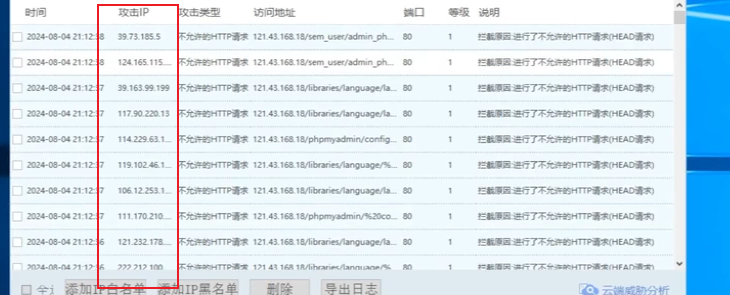 时间 攻击IP 攻击类型 访问地址 端口 等级 说明
2024-08-04 21:12:38 39.73.185.5 不允许的HTTP请求 121.43.168.18/sem_user/admin_ph... 80 1 拦截原因:进行了不允许的HTTP请求(HEAD请求)
2024-08-04 21:12:38 124.165.115.... 不允许的HTTP请求 121.43.168.18/sem_user/admin_ph... 80 1 拦截原因:进行了不允许的HTTP请求(HEAD请求)
2024-08-04 21:12:37 39.163.99.199 不允许的HTTP请求 121.43.168.18/libraries/language/la... 80 1 拦截原因:进行了不允许的HTTP请求(HEAD请求)
2024-08-04 21:12:37 117.90.220.13 不允许的HTTP请求 121.43.168.18/libraries/language/la... 80 1 拦截原因:进行了不允许的HTTP请求(HEAD请求)
2024-08-04 21:12:37 114.229.63.1... 不允许的HTTP请求 121.43.168.18/phpmyadmin/config... 80 1 拦截原因:进行了不允许的HTTP请求(HEAD请求)
2024-08-04 21:12:37 119.102.46.1... 不允许的HTTP请求 121.43.168.18/libraries/language/%... 80 1 拦截原因:进行了不允许的HTTP请求(HEAD请求)
2024-08-04 21:12:37 106.12.253.1... 不允许的HTTP请求 121.43.168.18/libraries/language/%... 80 1 拦截原因:进行了不允许的HTTP请求(HEAD请求)
2024-08-04 21:12:37 111.170.210.... 不允许的HTTP请求 121.43.168.18/phpmyadmin/%20co... 80 1 拦截原因:进行了不允许的HTTP请求(HEAD请求)
2024-08-04 21:12:36 121.232.178.... 不允许的HTTP请求 121.43.168.18/libraries/language/la... 80 1 拦截原因:进行了不允许的HTTP请求(HEAD请求)
2024-08-04 21:12:36 222.212.100.... 不允许的HTTP请求 121.43.168.18/libraries/language/la... 80 1 拦截原因:进行了不允许的HTTP请求(HEAD请求)
添加IP白名单 添加IP黑名单 删除 导出日志 云端威胁分析